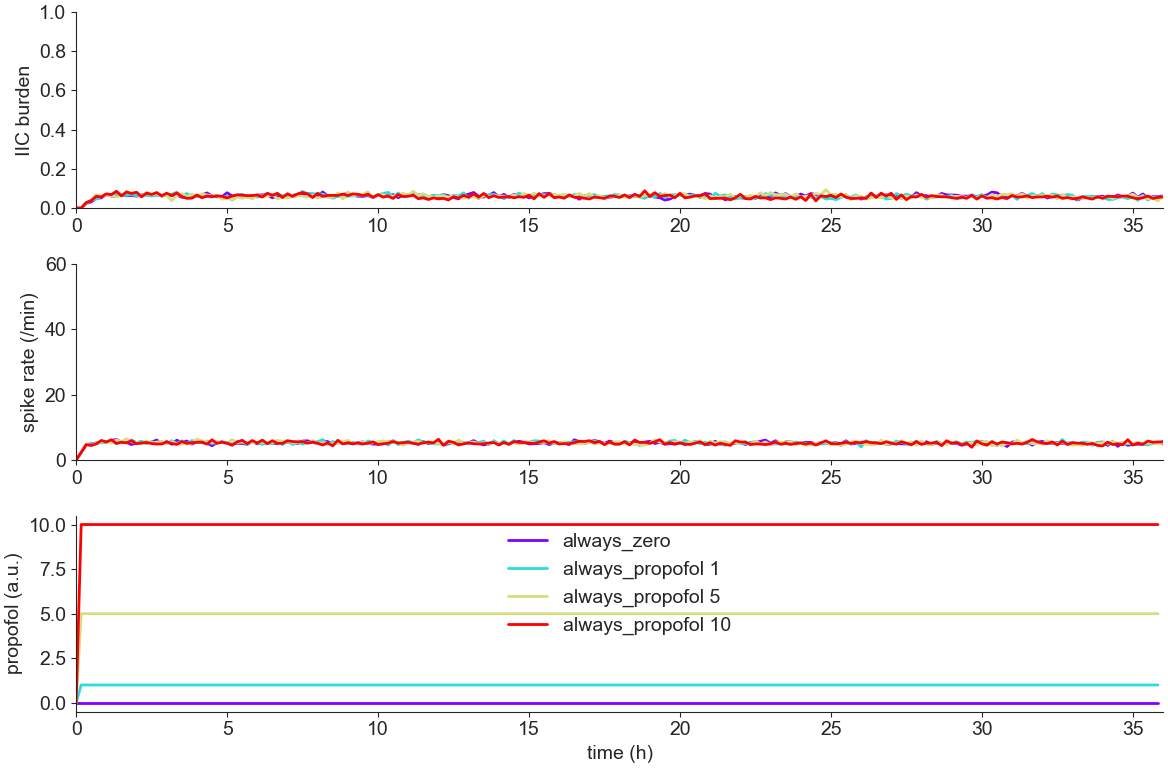 1.0
0.8
0.6
0.4
0.2
0.0
IIC burden
0 5 10 15 20 25 30 35
60
40
20
0
spike rate (/min)
0 5 10 15 20 25 30 35
10.0
7.5
5.0
2.5
0.0
propofol (a.u.)
always_zero
always_propofol 1
always_propofol 5
always_propofol 10
0 5 10 15 20 25 30 35
time (h)